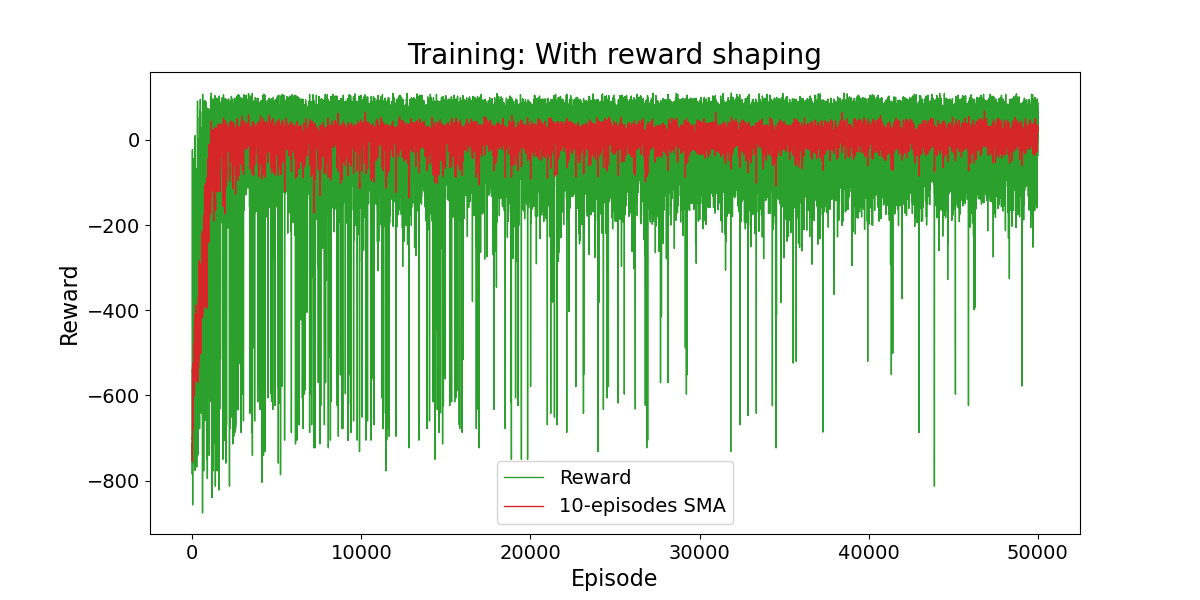 Training: With reward shaping
Reward
0
−200
−400
−600
−800
Reward
10-episodes SMA
0
10000
20000
30000
40000
50000
Episode